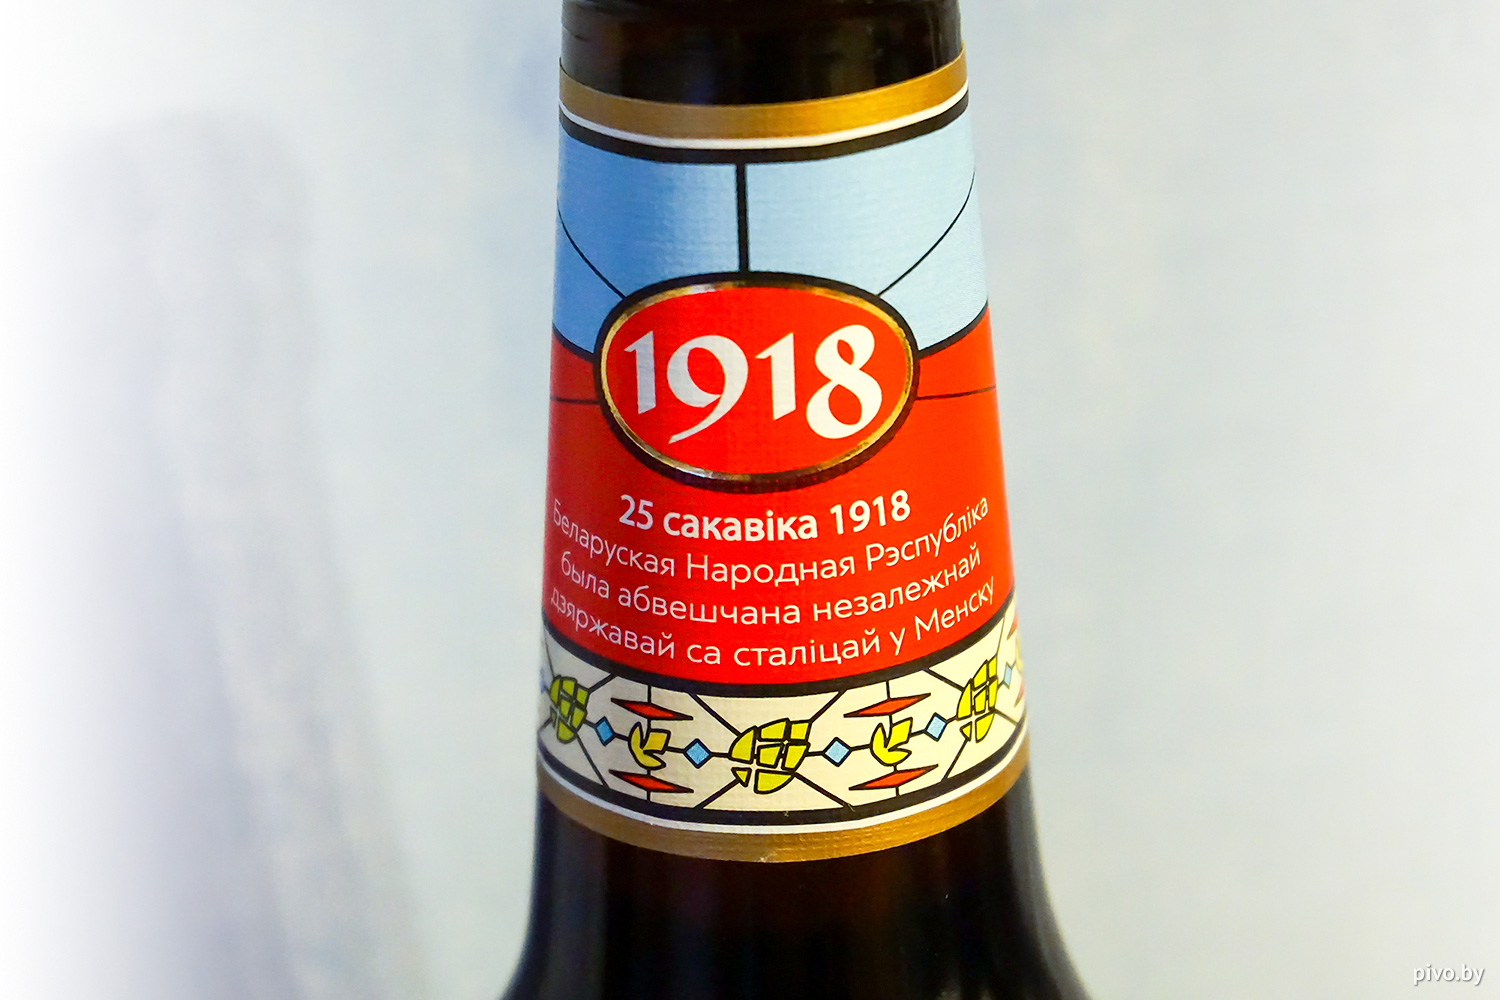 1918
25 сакавіка 1918
Беларуская Народная Рэспубліка
была абвешчана незалежнай
дзяржавай са сталіцай у Менску
pivo.by